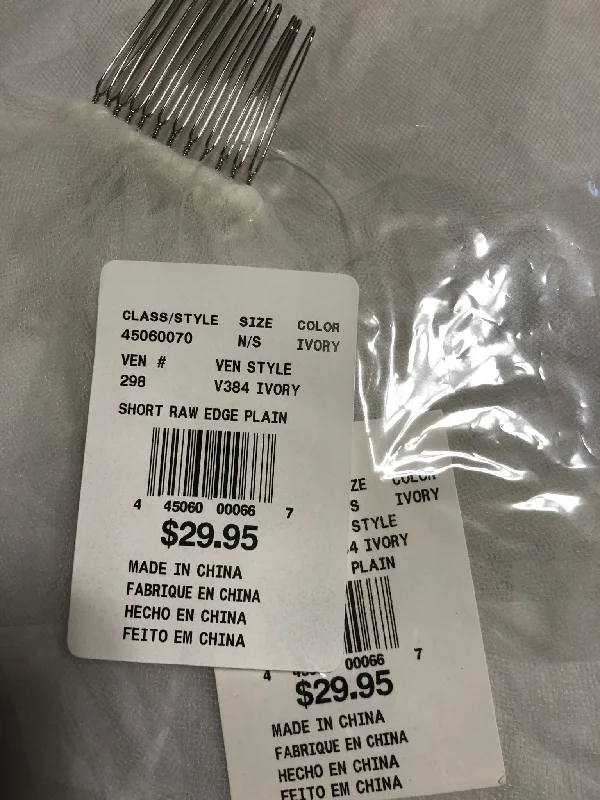 CLASS/STYLE SIZE COLOR
45060070 N/S IVORY
VEN # VEN STYLE
298 V384 IVORY
SHORT RAW EDGE PLAIN
4 45060 00066 7
$29.95
MADE IN CHINA
FABRIQUE EN CHINA
HECHO EN CHINA
FEITO EM CHINA
ZE COLOR
S IVORY
STYLE
4 IVORY
PLAIN
4 00066 7
$29.95
MADE IN CHINA
FABRIQUE EN CHINA
HECHO EN CHINA
FEITO EM CHINA